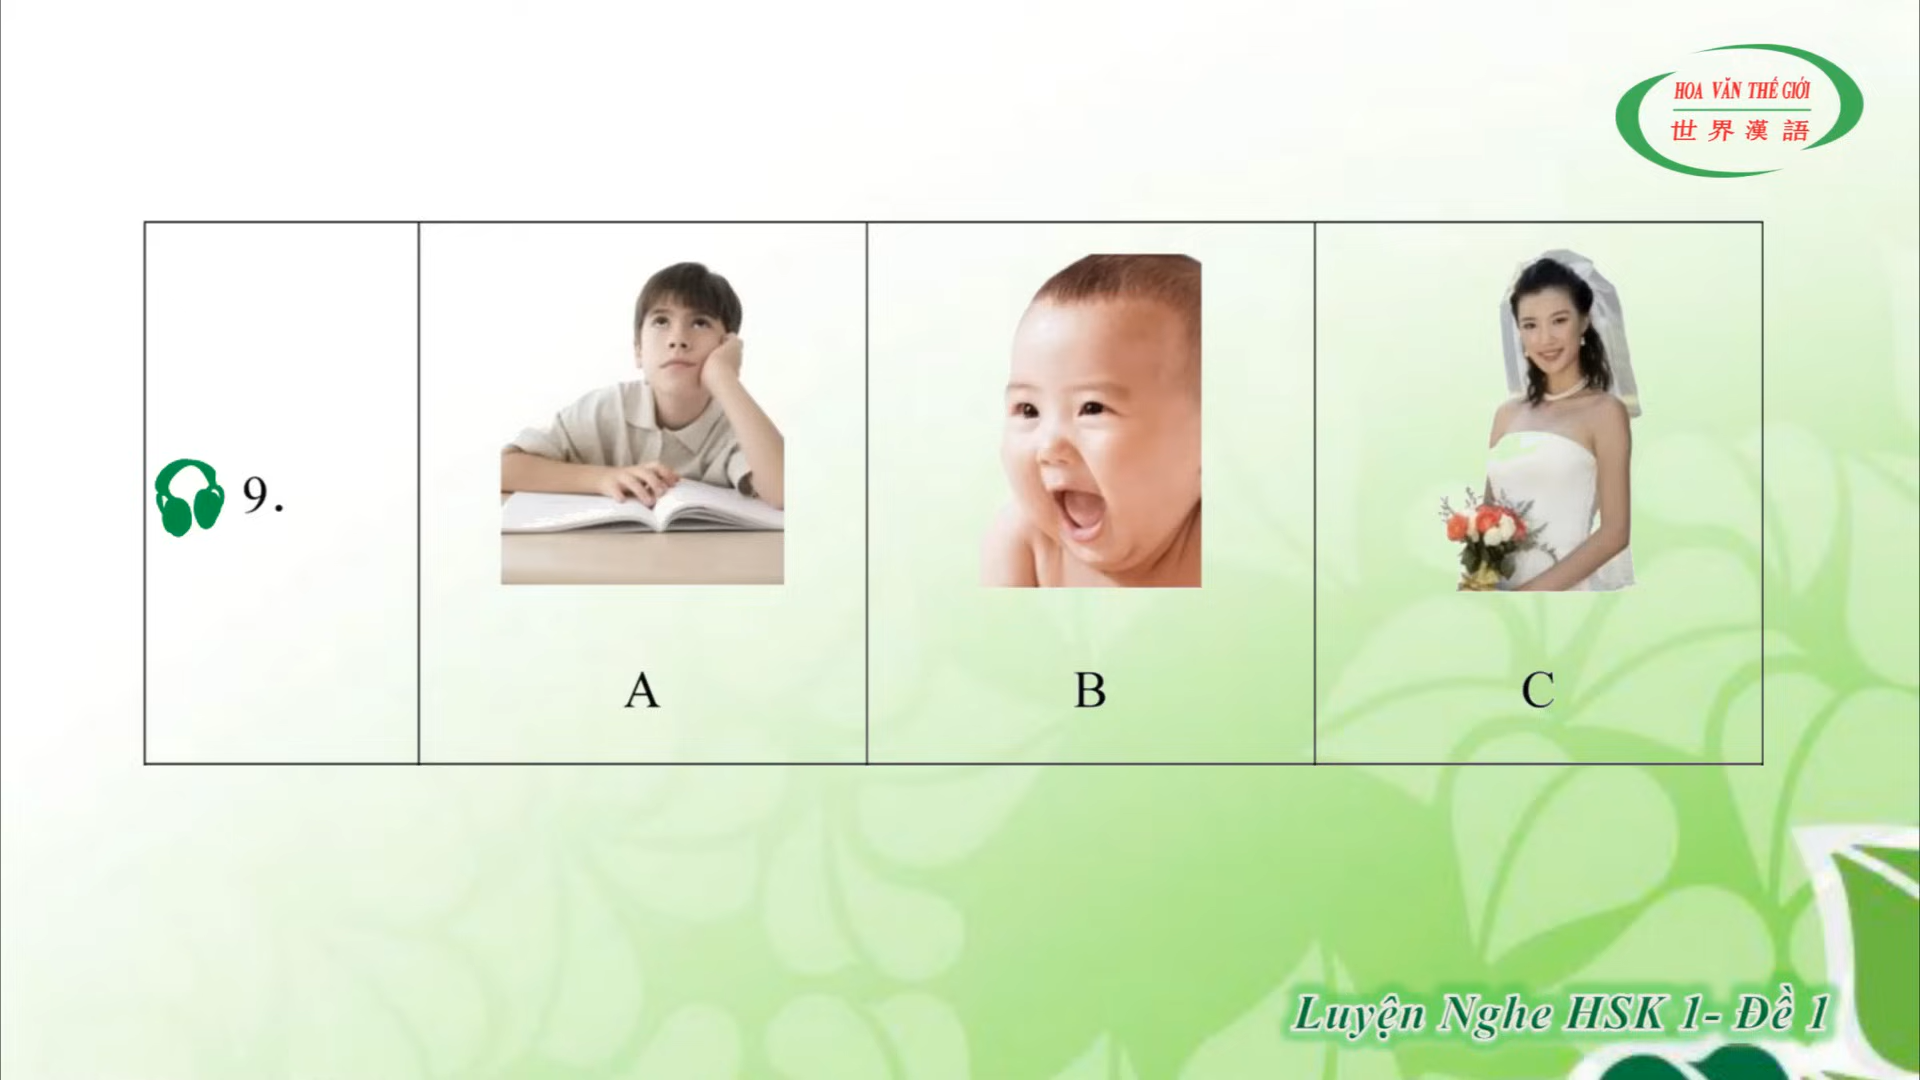 HOA VĂN THẾ GIỚI
世界漢語
9.
A
B
C
Luyện Nghe HSK 1- Đề 1